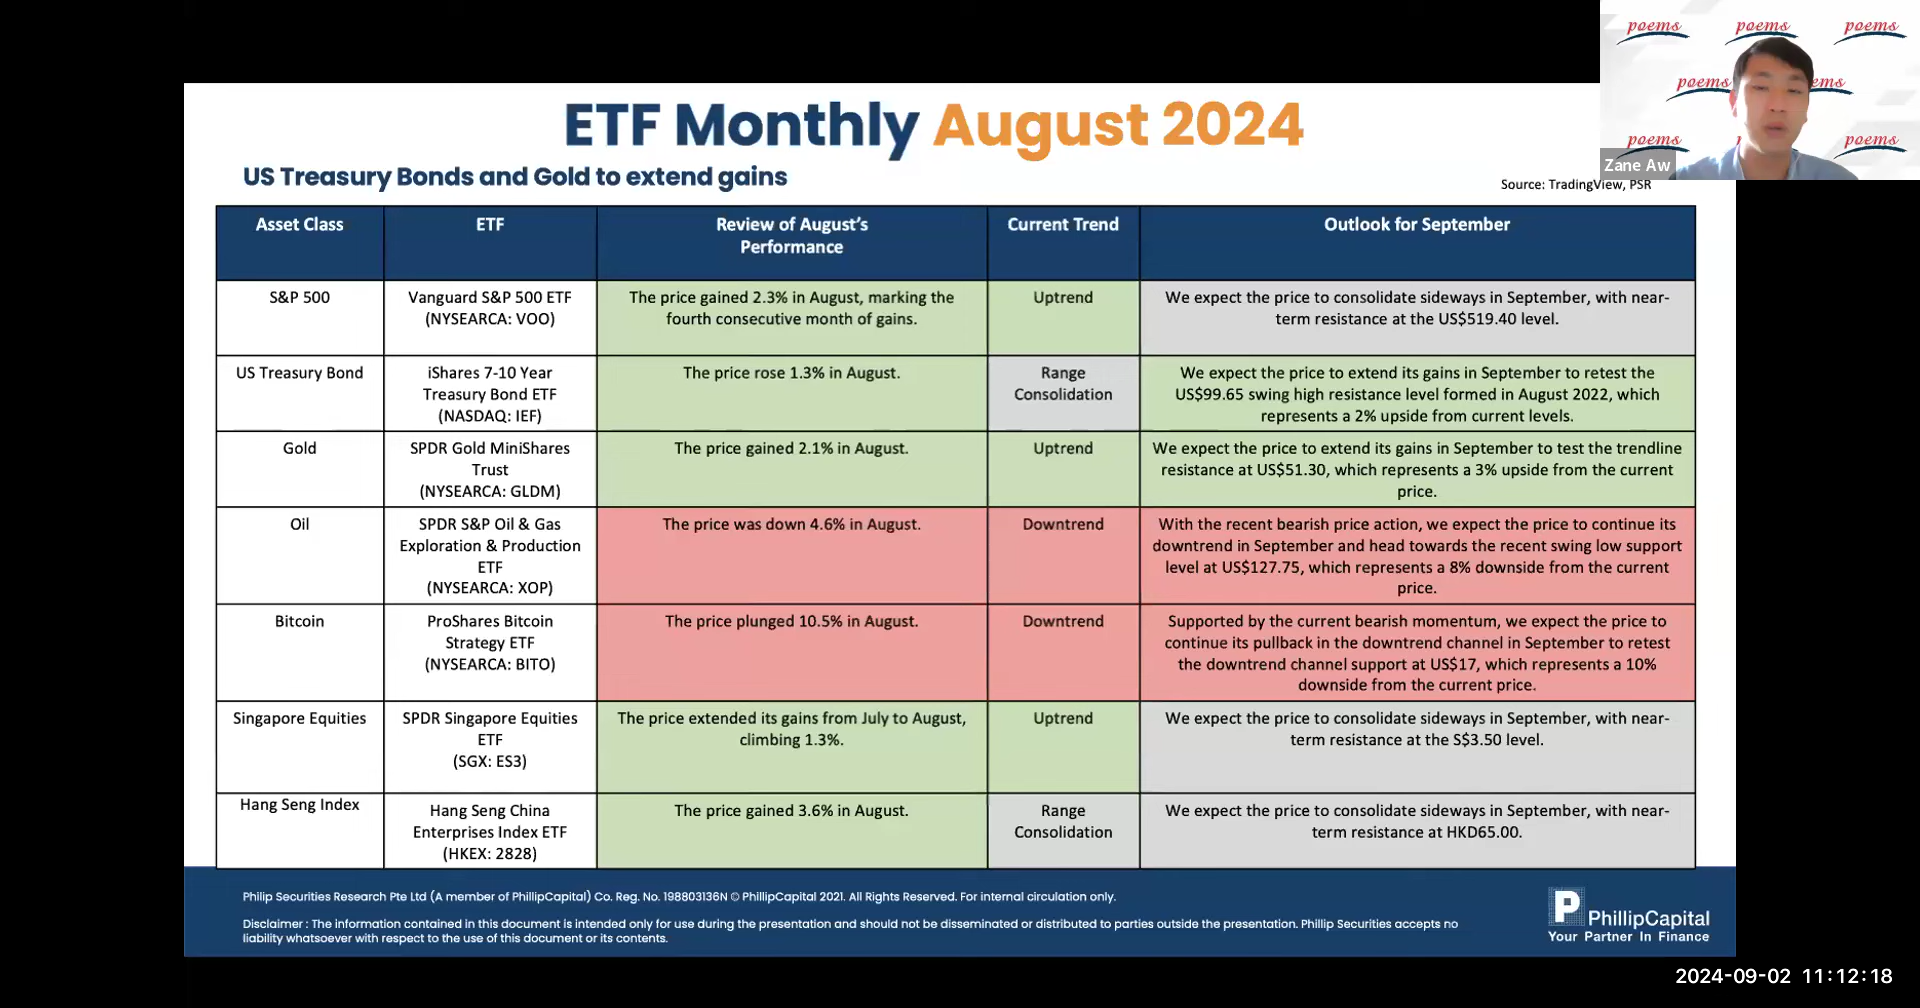 poems poems poems
poems poems
poems poems
Zane Aw
ETF Monthly August 2024
US Treasury Bonds and Gold to extend gains
Source: TradingView, PSR
Asset Class
ETF
Review of August’s
Performance
Current Trend
Outlook for September
S&P 500
Vanguard S&P 500 ETF
(NYSEARCA: VOO)
The price gained 2.3% in August, marking the
fourth consecutive month of gains.
Uptrend
We expect the price to consolidate sideways in September, with near-
term resistance at the US$519.40 level.
US Treasury Bond
iShares 7-10 Year
Treasury Bond ETF
(NASDAQ: IEF)
The price rose 1.3% in August.
Range
Consolidation
We expect the price to extend its gains in September to retest the
US$99.65 swing high resistance level formed in August 2022, which
represents a 2% upside from current levels.
Gold
SPDR Gold MiniShares
Trust
(NYSEARCA: GLDM)
The price gained 2.1% in August.
Uptrend
We expect the price to extend its gains in September to test the trendline
resistance at US$51.30, which represents a 3% upside from the current
price.
Oil
SPDR S&P Oil & Gas
Exploration & Production
ETF
(NYSEARCA: XOP)
The price was down 4.6% in August.
Downtrend
With the recent bearish price action, we expect the price to continue its
downtrend in September and head towards the recent swing low support
level at US$127.75, which represents a 8% downside from the current
price.
Bitcoin
ProShares Bitcoin
Strategy ETF
(NYSEARCA: BITO)
The price plunged 10.5% in August.
Downtrend
Supported by the current bearish momentum, we expect the price to
continue its pullback in the downtrend channel in September to retest
the downtrend channel support at US$17, which represents a 10%
downside from the current price.
Singapore Equities
SPDR Singapore Equities
ETF
(SGX: ES3)
The price extended its gains from July to August,
climbing 1.3%.
Uptrend
We expect the price to consolidate sideways in September, with near-
term resistance at the S$3.50 level.
Hang Seng Index
Hang Seng China
Enterprises Index ETF
(HKEX: 2828)
The price gained 3.6% in August.
Range
Consolidation
We expect the price to consolidate sideways in September, with near-
term resistance at HKD65.00.
Philip Securities Research Pte Ltd (A member of PhillipCapital) Co. Reg. No. 198803136N © PhillipCapital 2021. All Rights Reserved. For internal circulation only.
Disclaimer : The information contained in this document is intended only for use during the presentation and should not be disseminated or distributed to parties outside the presentation. Phillip Securities accepts no
liability whatsoever with respect to the use of this document or its contents.
PhillipCapital
Your Partner In Finance
2024-09-02 11:12:18